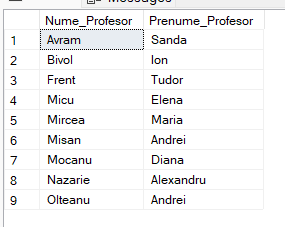 Messages
Nume_Profesor Prenume_Profesor
1 Avram Sanda
2 Bivol Ion
3 Frent Tudor
4 Micu Elena
5 Mircea Maria
6 Misan Andrei
7 Mocanu Diana
8 Nazarie Alexandru
9 Olteanu Andrei